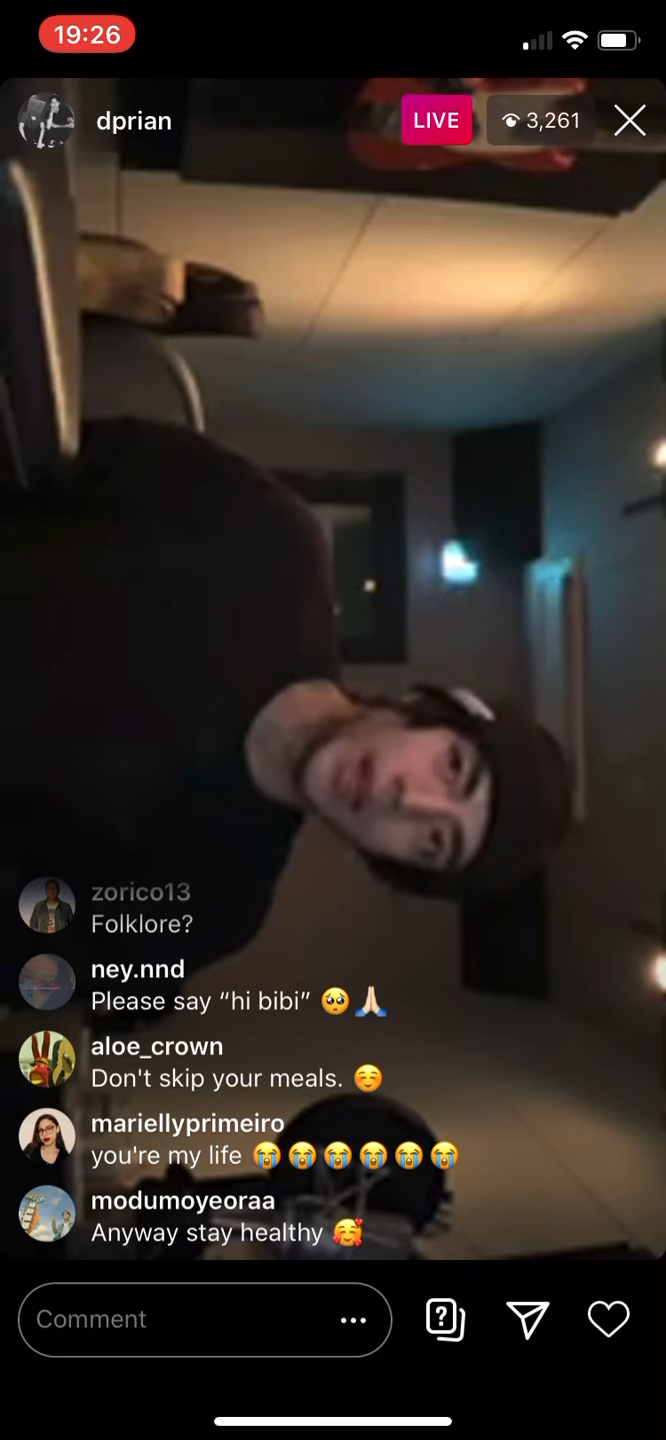 19:26
dprian
LIVE
3,261
zorico13
Folklore?
ney.nnd
Please say “hi bibi” 🥺🙏🏻
aloe_crown
Don't skip your meals. ☺️
mariellyprimeiro
you're my life 😭😭😭😭😭😭
modumoyeoraa
Anyway stay healthy 🥰
Comment